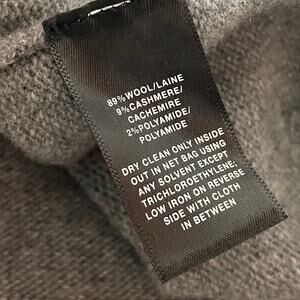 89%WOOL/LAINE
9%CASHMERE/
CACHEMIRE
2%POLYAMIDE/
POLYAMIDE
DRY CLEAN ONLY INSIDE
OUT IN NET BAG USING
ANY SOLVENT EXCEPT
TRICHLOROETHYLENE,
LOW IRON ON REVERSE
SIDE WITH CLOTH
IN BETWEEN